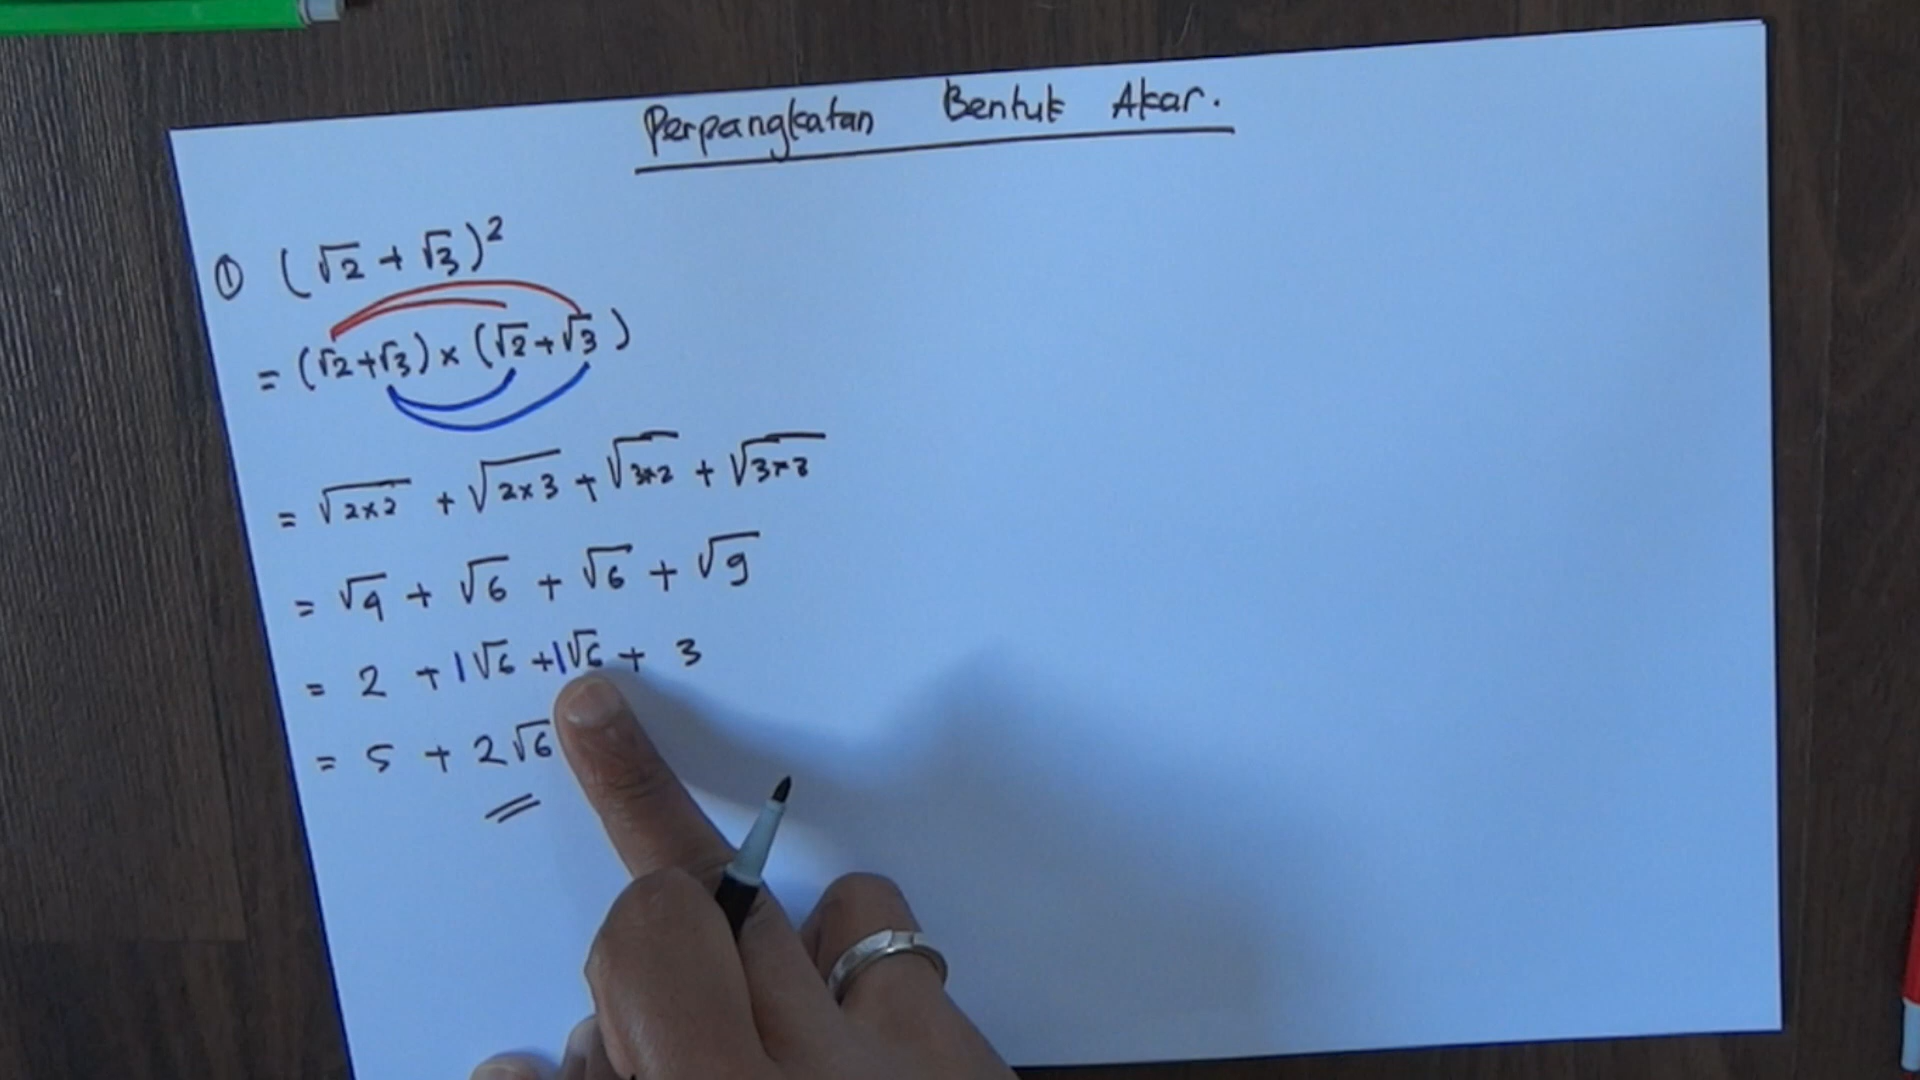 Perpangkatan Bentuk Akar.
① (√2 + √3)²
= (√2+√3) × (√2+√3)
= √2×2 + √2×3 + √3×2 + √3×3
= √4 + √6 + √6 + √9
= 2 + 1√6 + 1√6 + 3
= 5 + 2√6